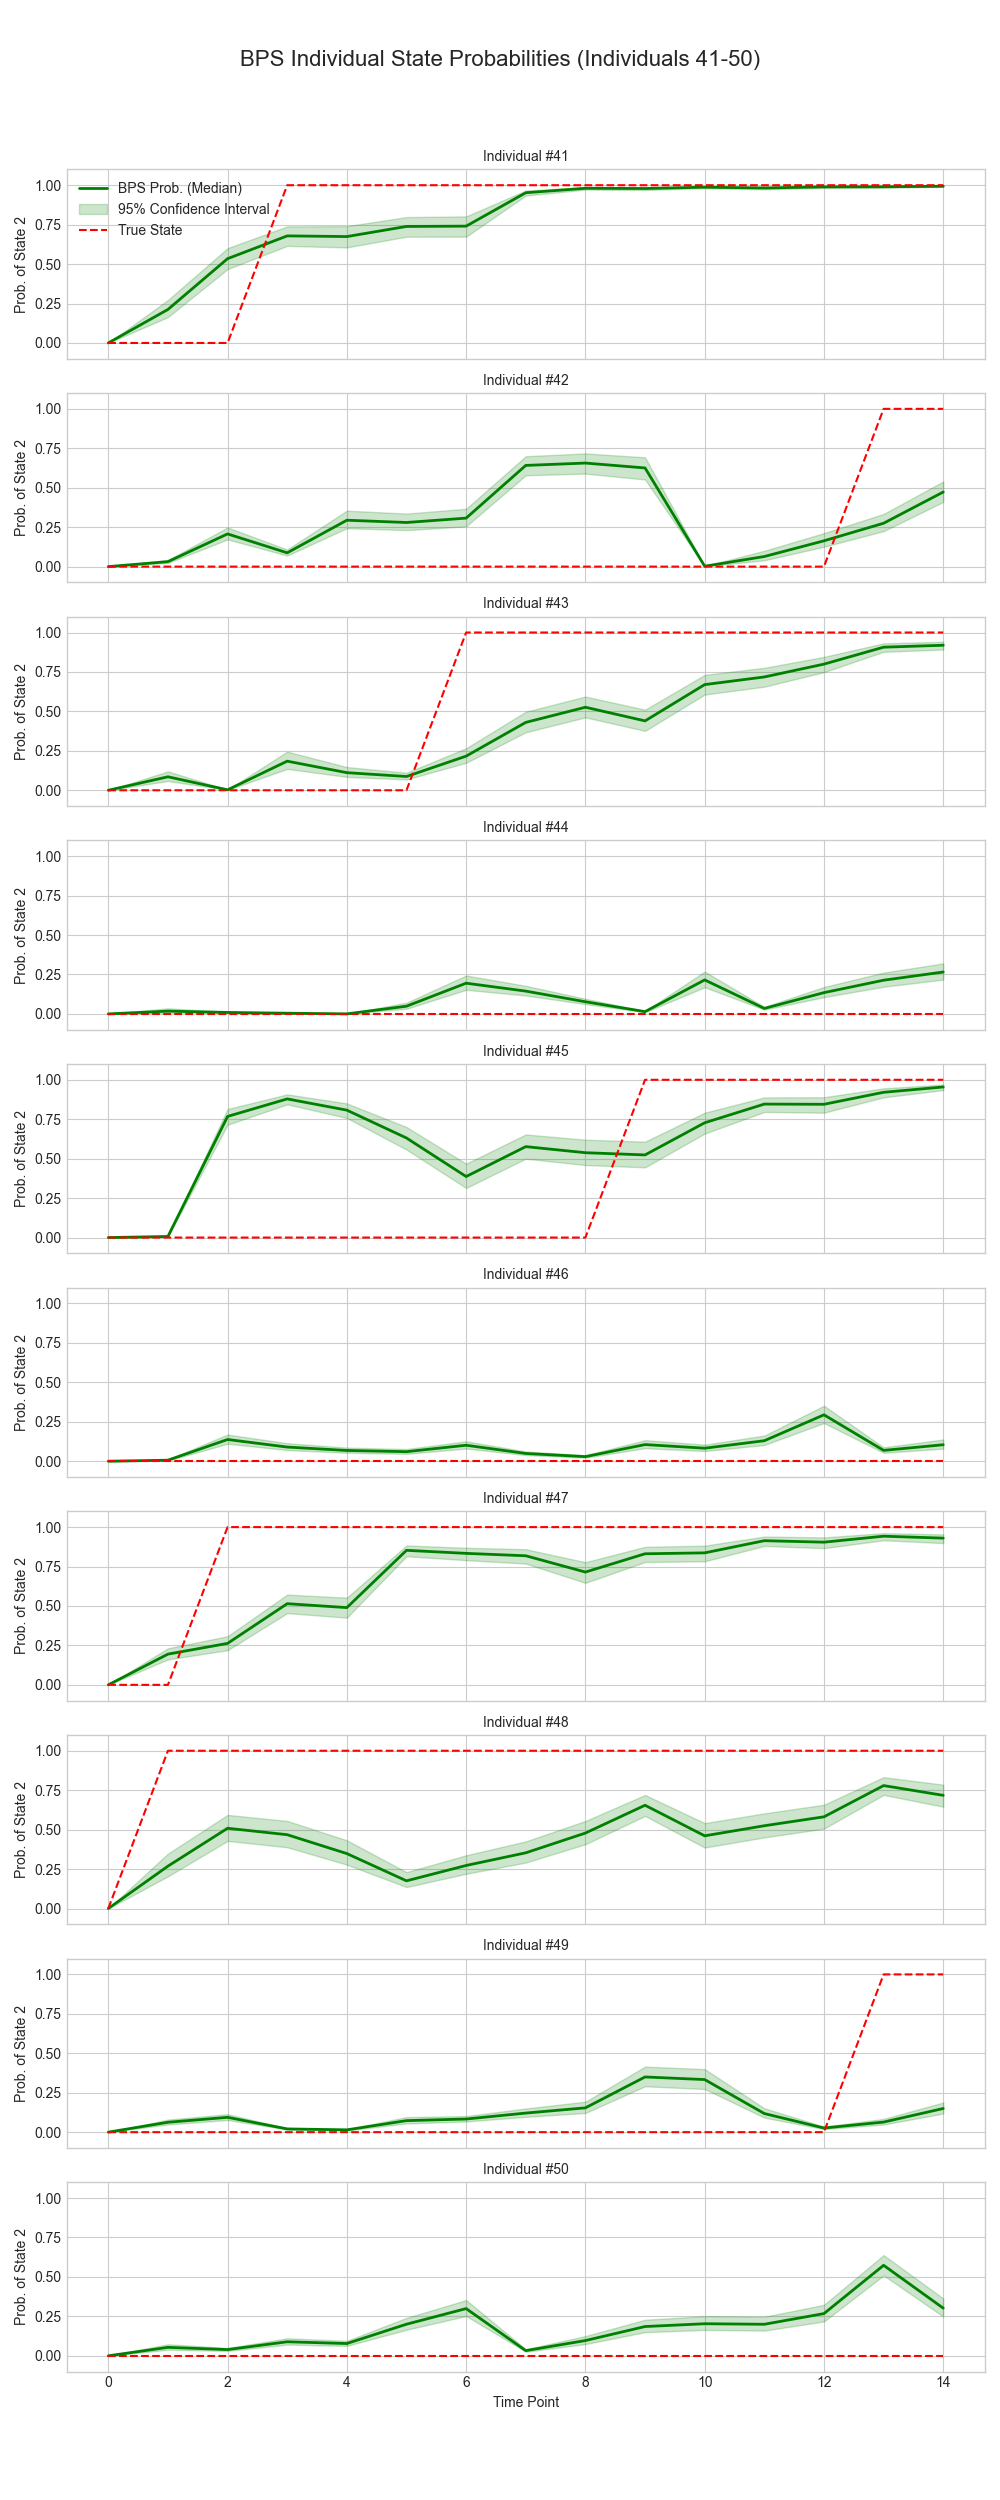 BPS Individual State Probabilities (Individuals 41-50)
Individual #41
BPS Prob. (Median)
95% Confidence Interval
True State
Prob. of State 2
1.00
0.75
0.50
0.25
0.00
Individual #42
Prob. of State 2
1.00
0.75
0.50
0.25
0.00
Individual #43
Prob. of State 2
1.00
0.75
0.50
0.25
0.00
Individual #44
Prob. of State 2
1.00
0.75
0.50
0.25
0.00
Individual #45
Prob. of State 2
1.00
0.75
0.50
0.25
0.00
Individual #46
Prob. of State 2
1.00
0.75
0.50
0.25
0.00
Individual #47
Prob. of State 2
1.00
0.75
0.50
0.25
0.00
Individual #48
Prob. of State 2
1.00
0.75
0.50
0.25
0.00
Individual #49
Prob. of State 2
1.00
0.75
0.50
0.25
0.00
Individual #50
Prob. of State 2
1.00
0.75
0.50
0.25
0.00
0 2 4 6 8 10 12 14
Time Point